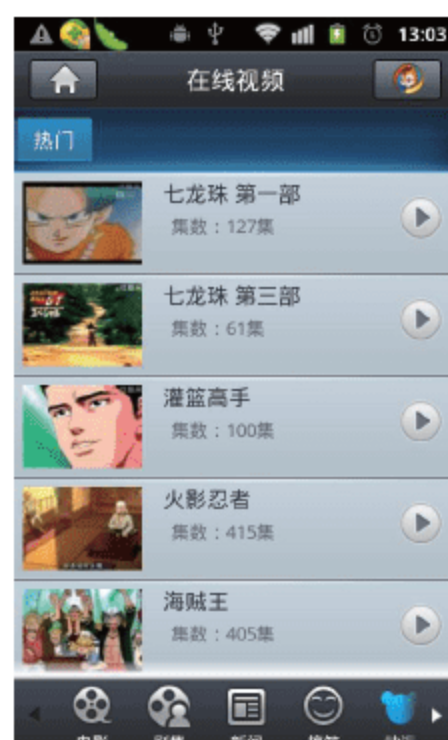 13:03
在线视频
热门
七龙珠 第一部
集数：127集
七龙珠 第三部
集数：61集
灌篮高手
集数：100集
火影忍者
集数：415集
海贼王
集数：405集